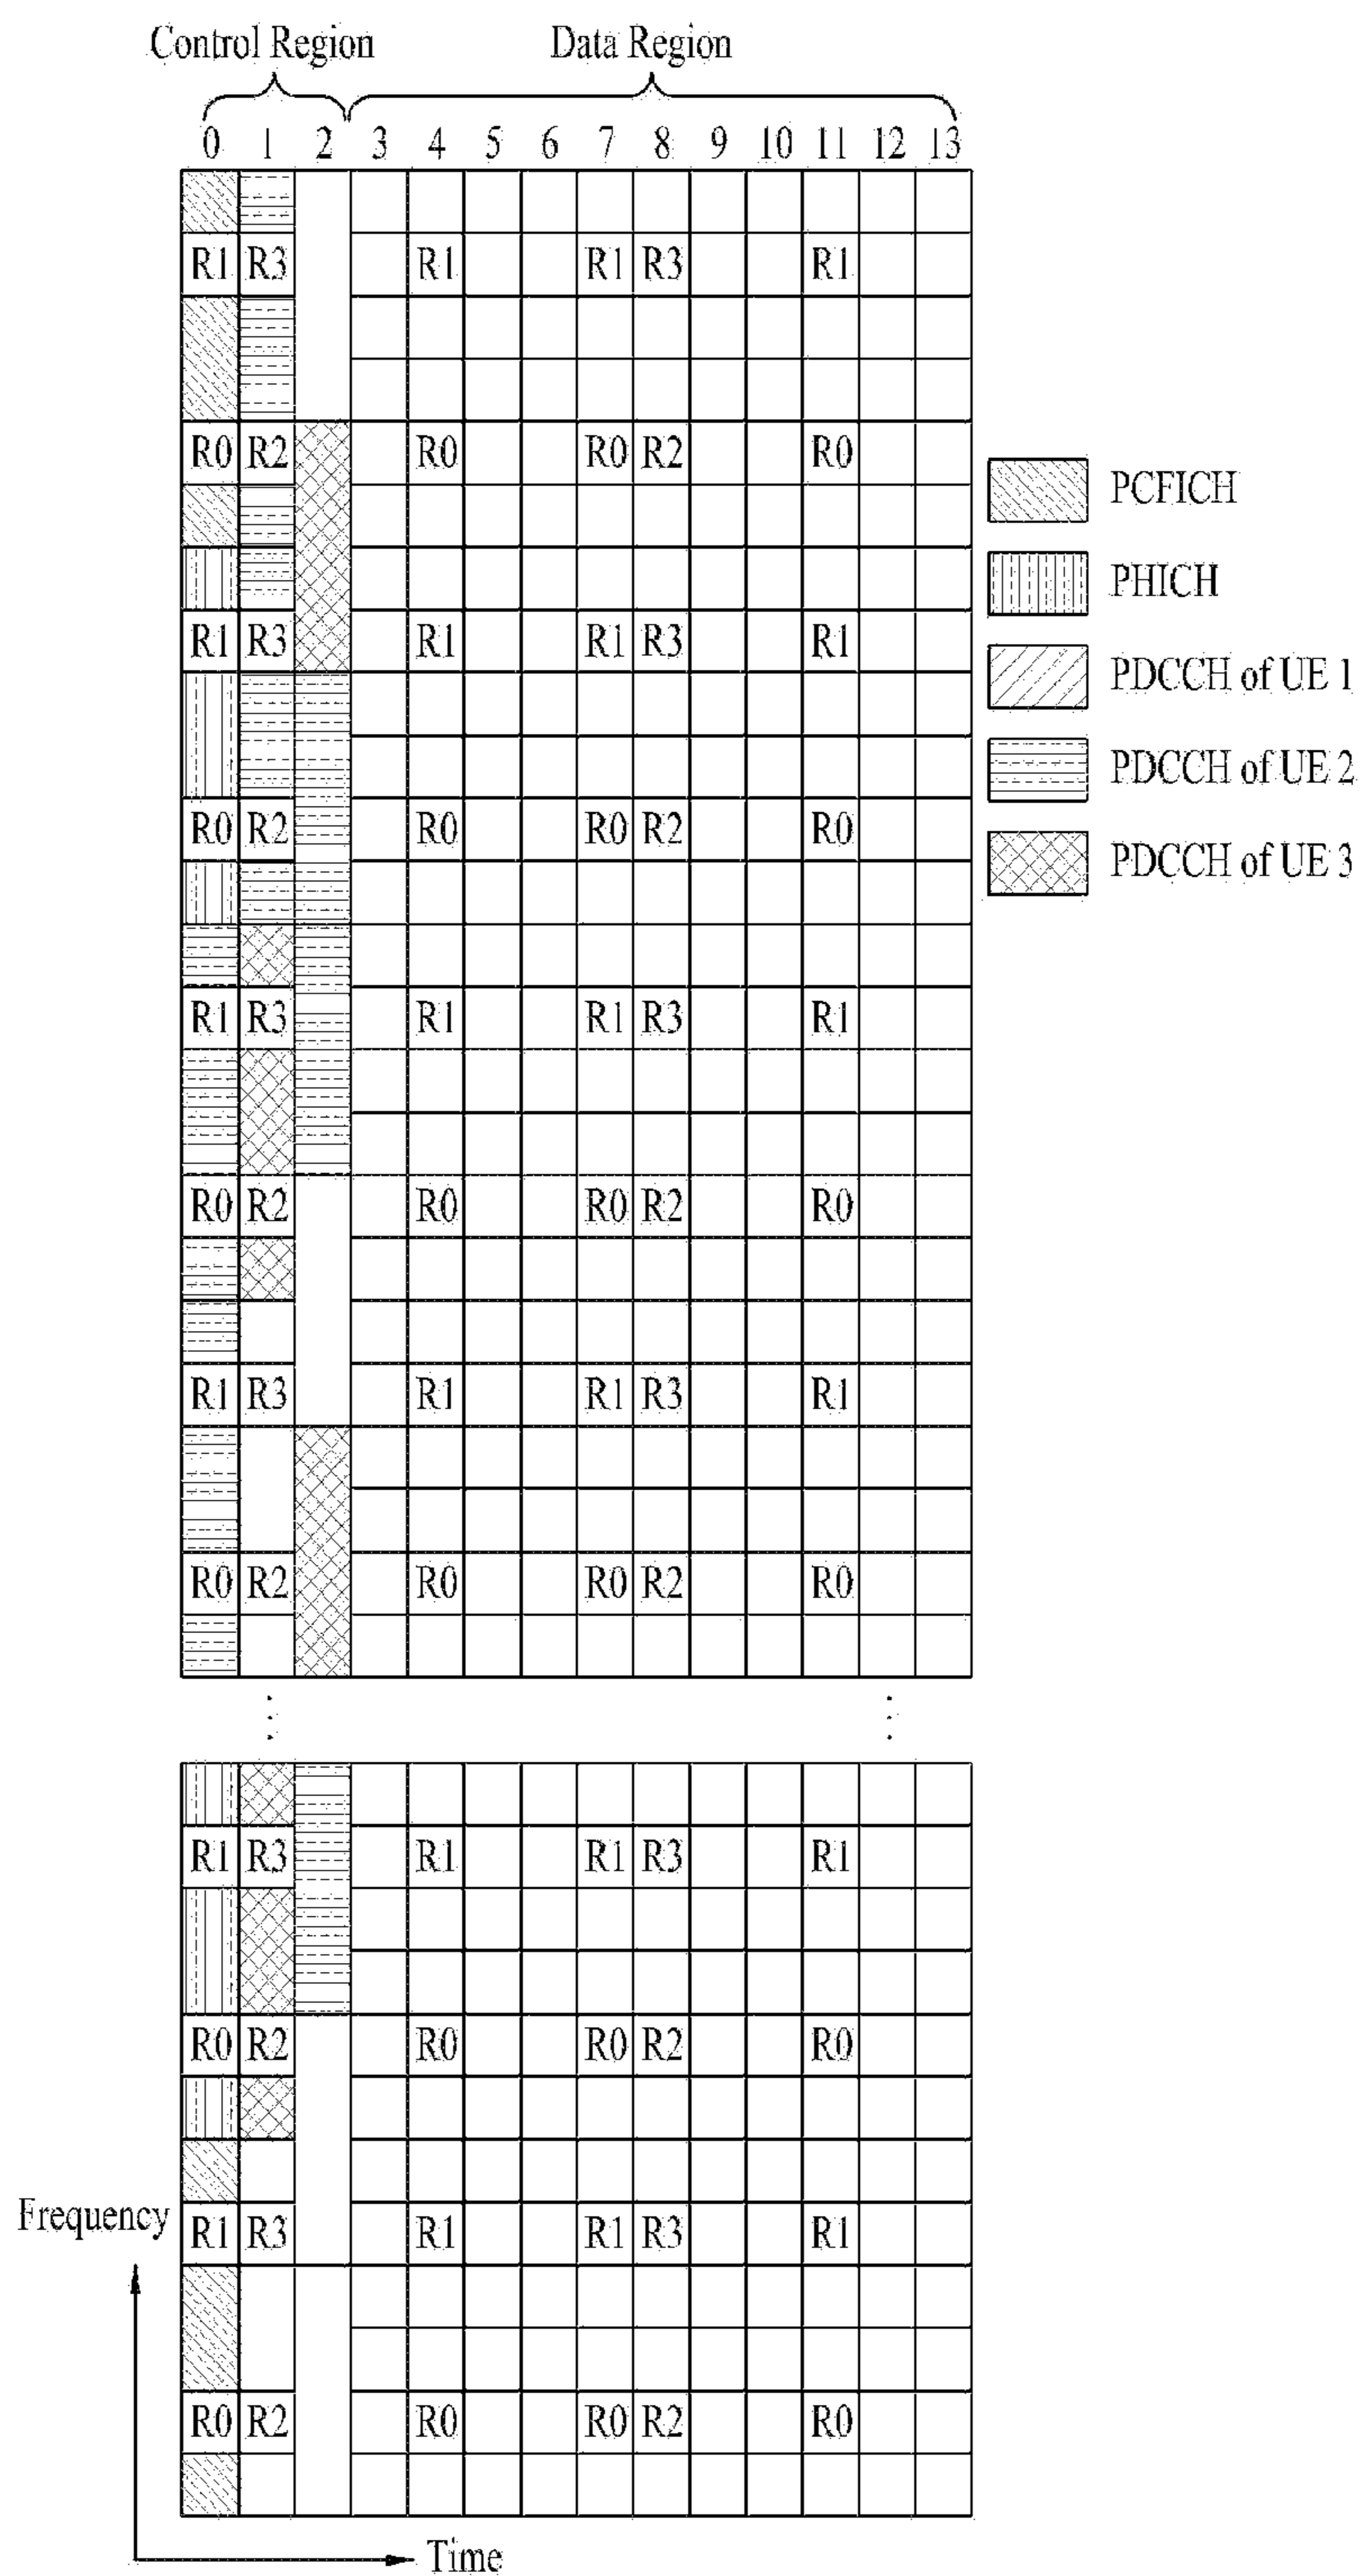 Control Region Data Region
0 1 2 3 4 5 6 7 8 9 10 11 12 13
R1 R3 R1 R1 R3 R1
R0 R2 R0 R0 R2 R0
PCFICH
PHICH
R1 R3 R1 R1 R3 R1
PDCCH of UE 1
PDCCH of UE 2
R0 R2 R0 R0 R2 R0
PDCCH of UE 3
R1 R3 R1 R1 R3 R1
R0 R2 R0 R0 R2 R0
R1 R3 R1 R1 R3 R1
R0 R2 R0 R0 R2 R0
R1 R3 R1 R1 R3 R1
R0 R2 R0 R0 R2 R0
Frequency
R1 R3 R1 R1 R3 R1
R0 R2 R0 R0 R2 R0
Time